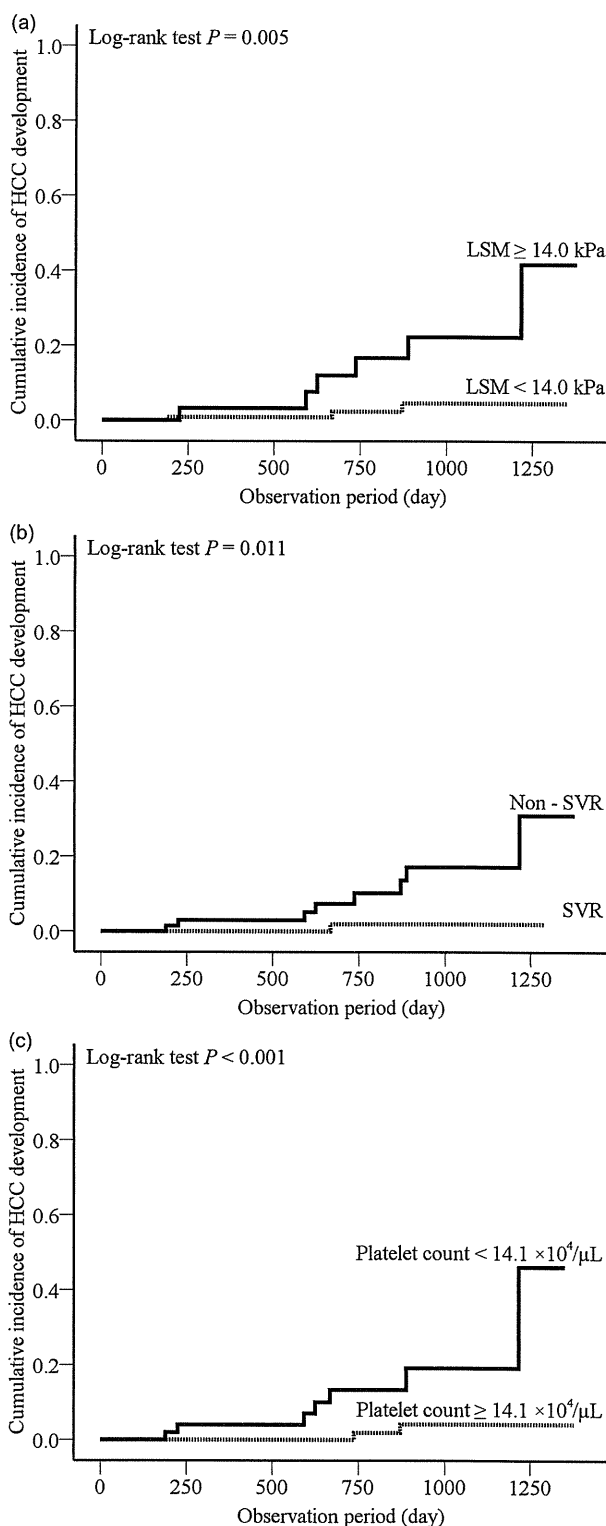 (a)
Log-rank test P = 0.005
Cumulative incidence of HCC development
1.0
0.8
0.6
0.4
0.2
0.0
LSM ≥ 14.0 kPa
LSM < 14.0 kPa
0 250 500 750 1000 1250
Observation period (day)
(b)
Log-rank test P = 0.011
Cumulative incidence of HCC development
1.0
0.8
0.6
0.4
0.2
0.0
Non - SVR
SVR
0 250 500 750 1000 1250
Observation period (day)
(c)
Log-rank test P < 0.001
Cumulative incidence of HCC development
1.0
0.8
0.6
0.4
0.2
0.0
Platelet count < 14.1 ×10⁴/μL
Platelet count ≥ 14.1 ×10⁴/μL
0 250 500 750 1000 1250
Observation period (day)